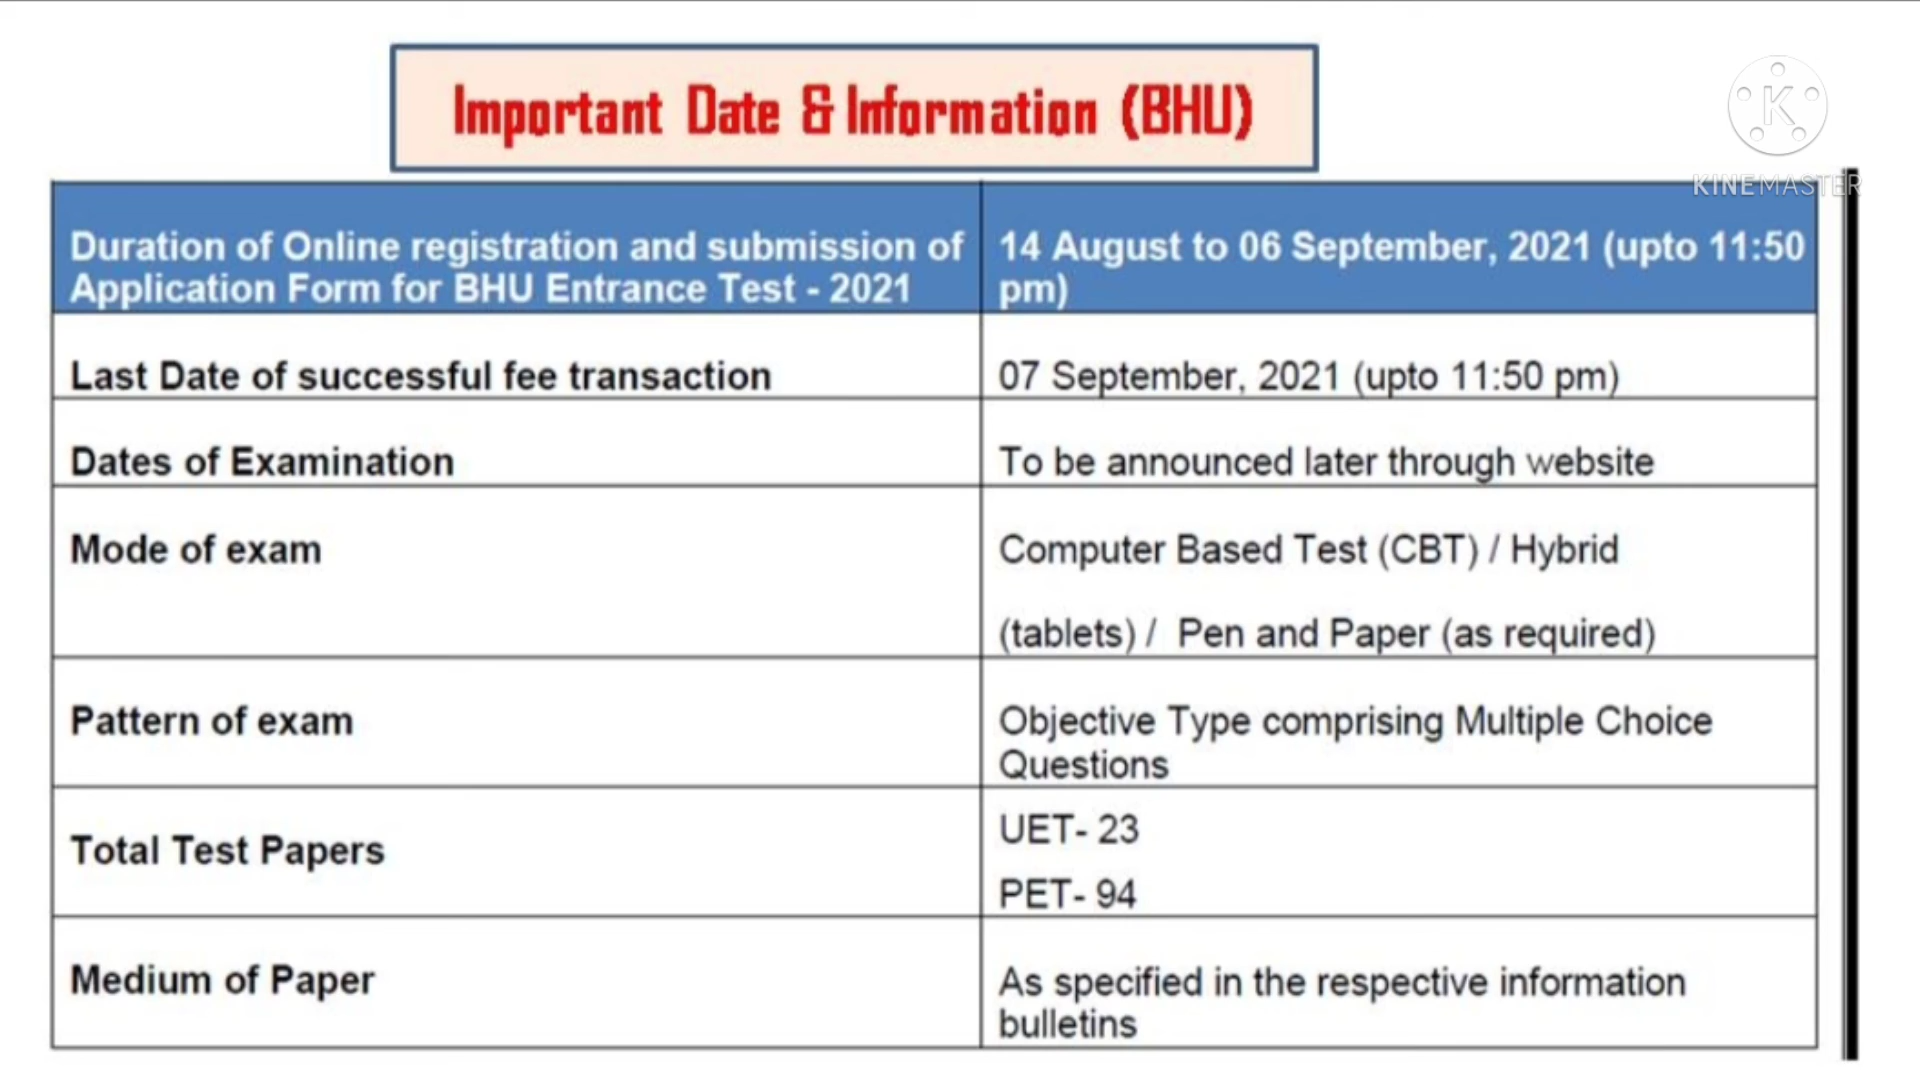 Important Date & Information (BHU)
K
KINEMASTER
Duration of Online registration and submission of
Application Form for BHU Entrance Test - 2021
14 August to 06 September, 2021 (upto 11:50
pm)
Last Date of successful fee transaction
07 September, 2021 (upto 11:50 pm)
Dates of Examination
To be announced later through website
Mode of exam
Computer Based Test (CBT) / Hybrid
(tablets) / Pen and Paper (as required)
Pattern of exam
Objective Type comprising Multiple Choice
Questions
Total Test Papers
UET- 23
PET- 94
Medium of Paper
As specified in the respective information
bulletins